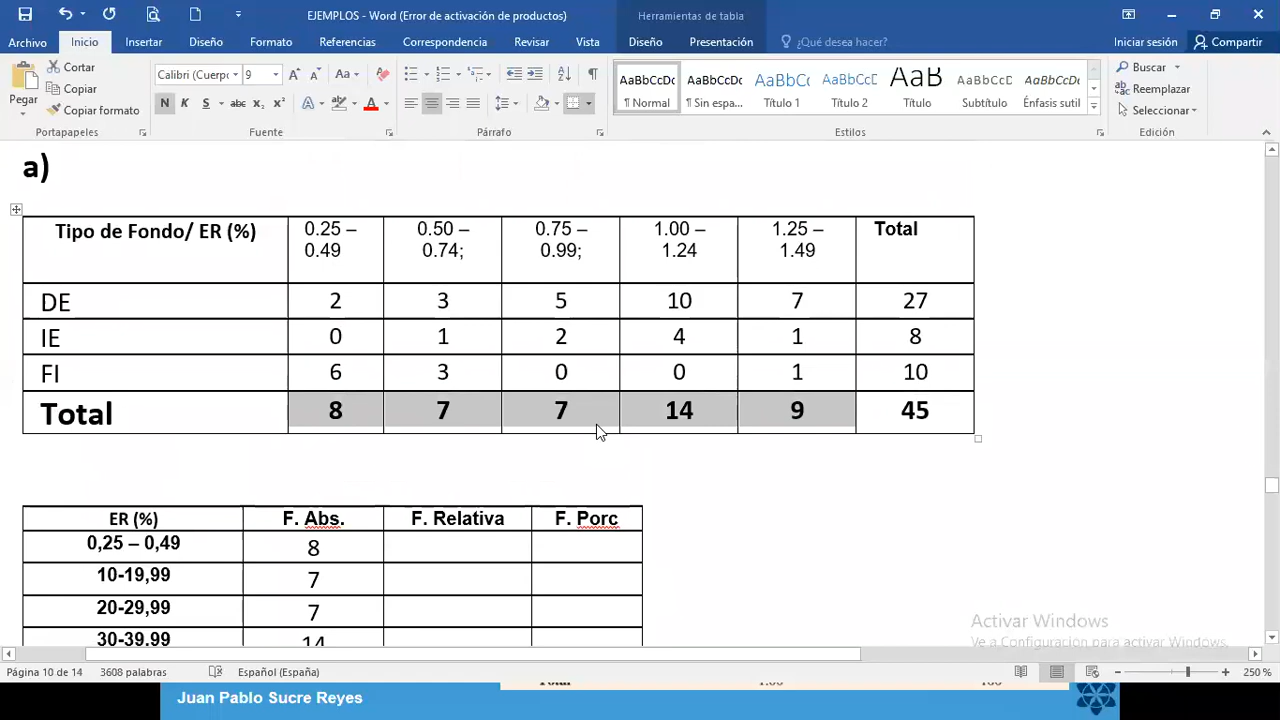 EJEMPLOS - Word (Error de activación de productos)
Herramientas de tabla
Archivo Inicio Insertar Diseño Formato Referencias Correspondencia Revisar Vista Diseño Presentación ¿Qué desea hacer? Iniciar sesión Compartir
Pegar
Cortar
Copiar
Copiar formato
Portapapeles
Calibri (Cuerpo 9
N K S abc x₂ x²
Fuente
Párrafo
AaBbCcDc AaBbCcDc AaBbCc AaBbCcD AaB AaBbCcD AaBbCcDc
¶ Normal ¶ Sin espa... Título 1 Título 2 Título Subtítulo Énfasis sutil
Estilos
Buscar
Reemplazar
Seleccionar
Edición
a)
Tipo de Fondo/ ER (%) 0.25 – 0.49 0.50 – 0.74; 0.75 – 0.99; 1.00 – 1.24 1.25 – 1.49 Total
DE 2 3 5 10 7 27
IE 0 1 2 4 1 8
FI 6 3 0 0 1 10
Total 8 7 7 14 9 45
ER (%) F. Abs. F. Relativa F. Porc
0,25 – 0,49 8
10-19,99 7
20-29,99 7
30-39.99 14
Activar Windows
Ve a Configuración para activar Windows.
Página 10 de 14 3608 palabras Español (España) 250 %
Juan Pablo Sucre Reyes